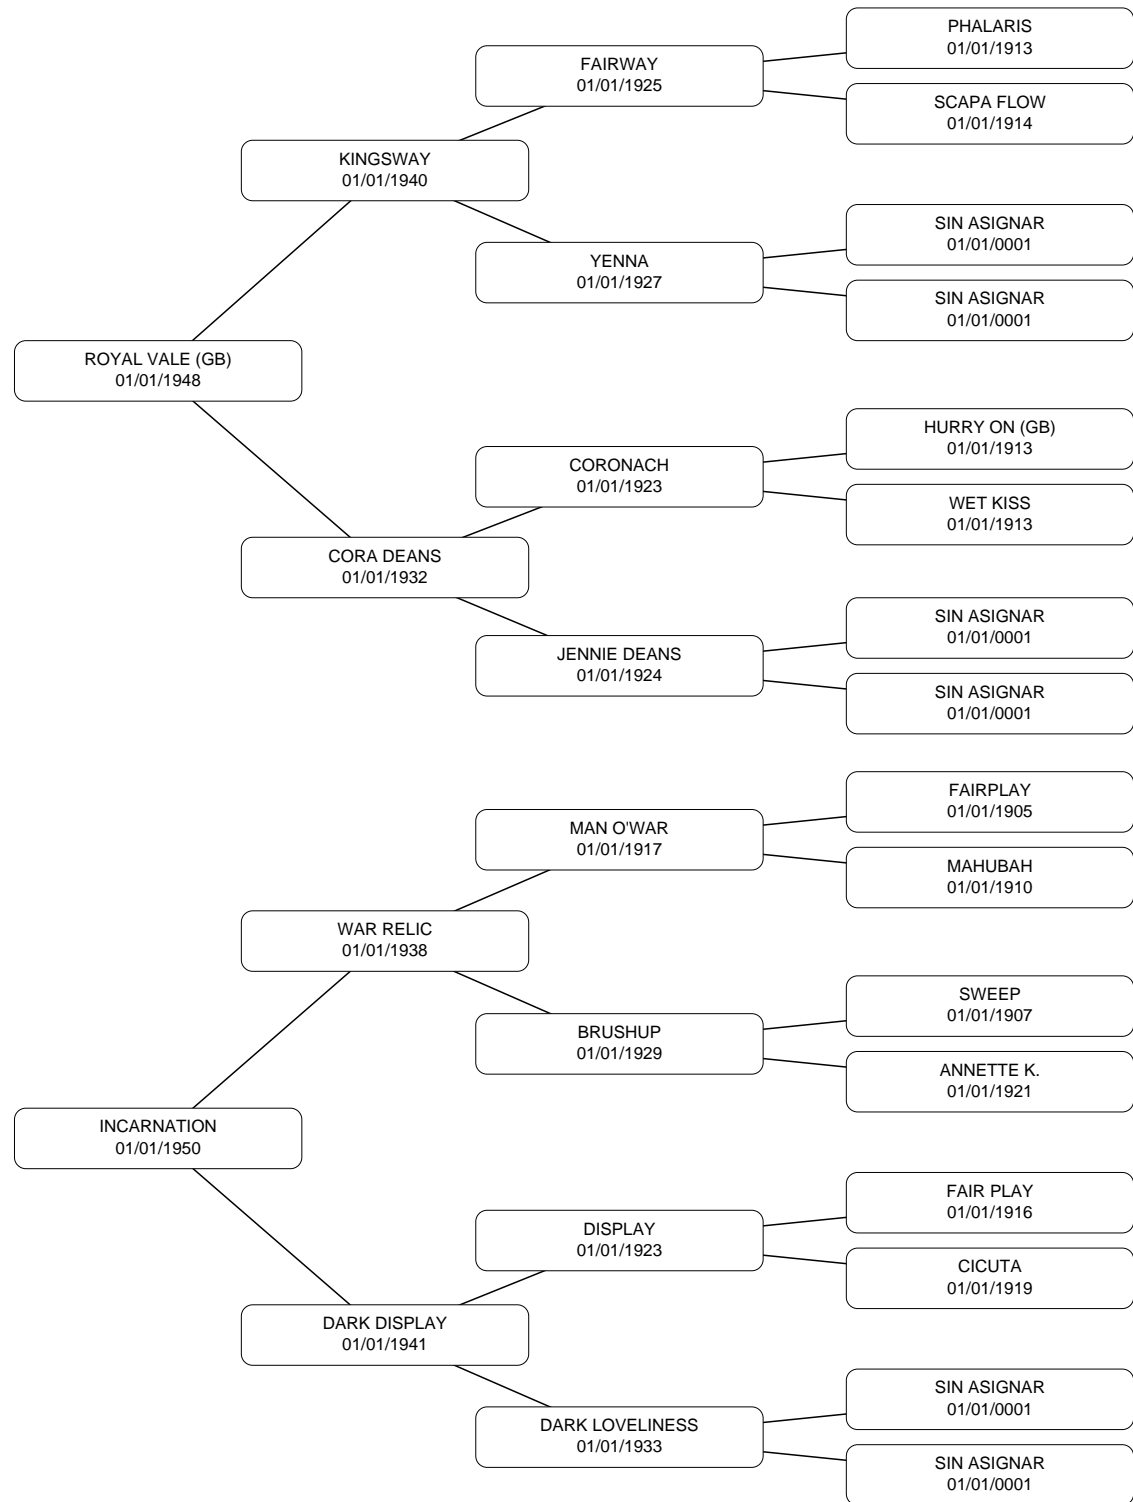 PHALARIS
01/01/1913
FAIRWAY
01/01/1925
SCAPA FLOW
01/01/1914
KINGSWAY
01/01/1940
SIN ASIGNAR
01/01/0001
YENNA
01/01/1927
SIN ASIGNAR
01/01/0001
ROYAL VALE (GB)
01/01/1948
HURRY ON (GB)
01/01/1913
CORONACH
01/01/1923
WET KISS
01/01/1913
CORA DEANS
01/01/1932
SIN ASIGNAR
01/01/0001
JENNIE DEANS
01/01/1924
SIN ASIGNAR
01/01/0001
FAIRPLAY
01/01/1905
MAN O'WAR
01/01/1917
MAHUBAH
01/01/1910
WAR RELIC
01/01/1938
SWEEP
01/01/1907
BRUSHUP
01/01/1929
ANNETTE K.
01/01/1921
INCARNATION
01/01/1950
FAIR PLAY
01/01/1916
DISPLAY
01/01/1923
CICUTA
01/01/1919
DARK DISPLAY
01/01/1941
SIN ASIGNAR
01/01/0001
DARK LOVELINESS
01/01/1933
SIN ASIGNAR
01/01/0001